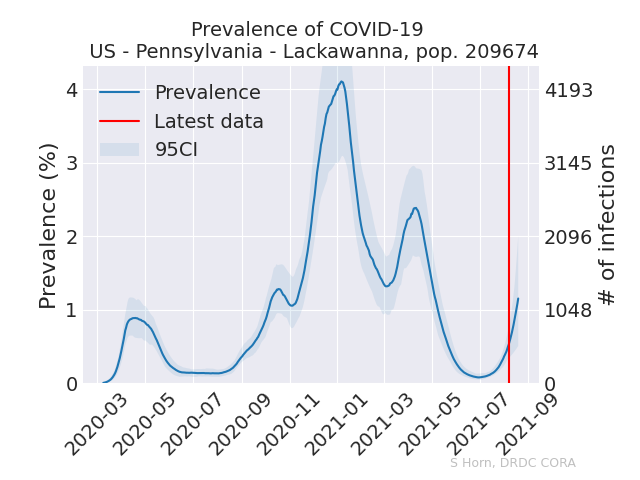 Prevalence of COVID-19
US - Pennsylvania - Lackawanna, pop. 209674
Prevalence
Latest data
95CI
Prevalence (%)
4
3
2
1
0
4193
3145
2096
1048
0
# of infections
2020-03
2020-05
2020-07
2020-09
2020-11
2021-01
2021-03
2021-05
2021-07
2021-09
S Horn, DRDC CORA